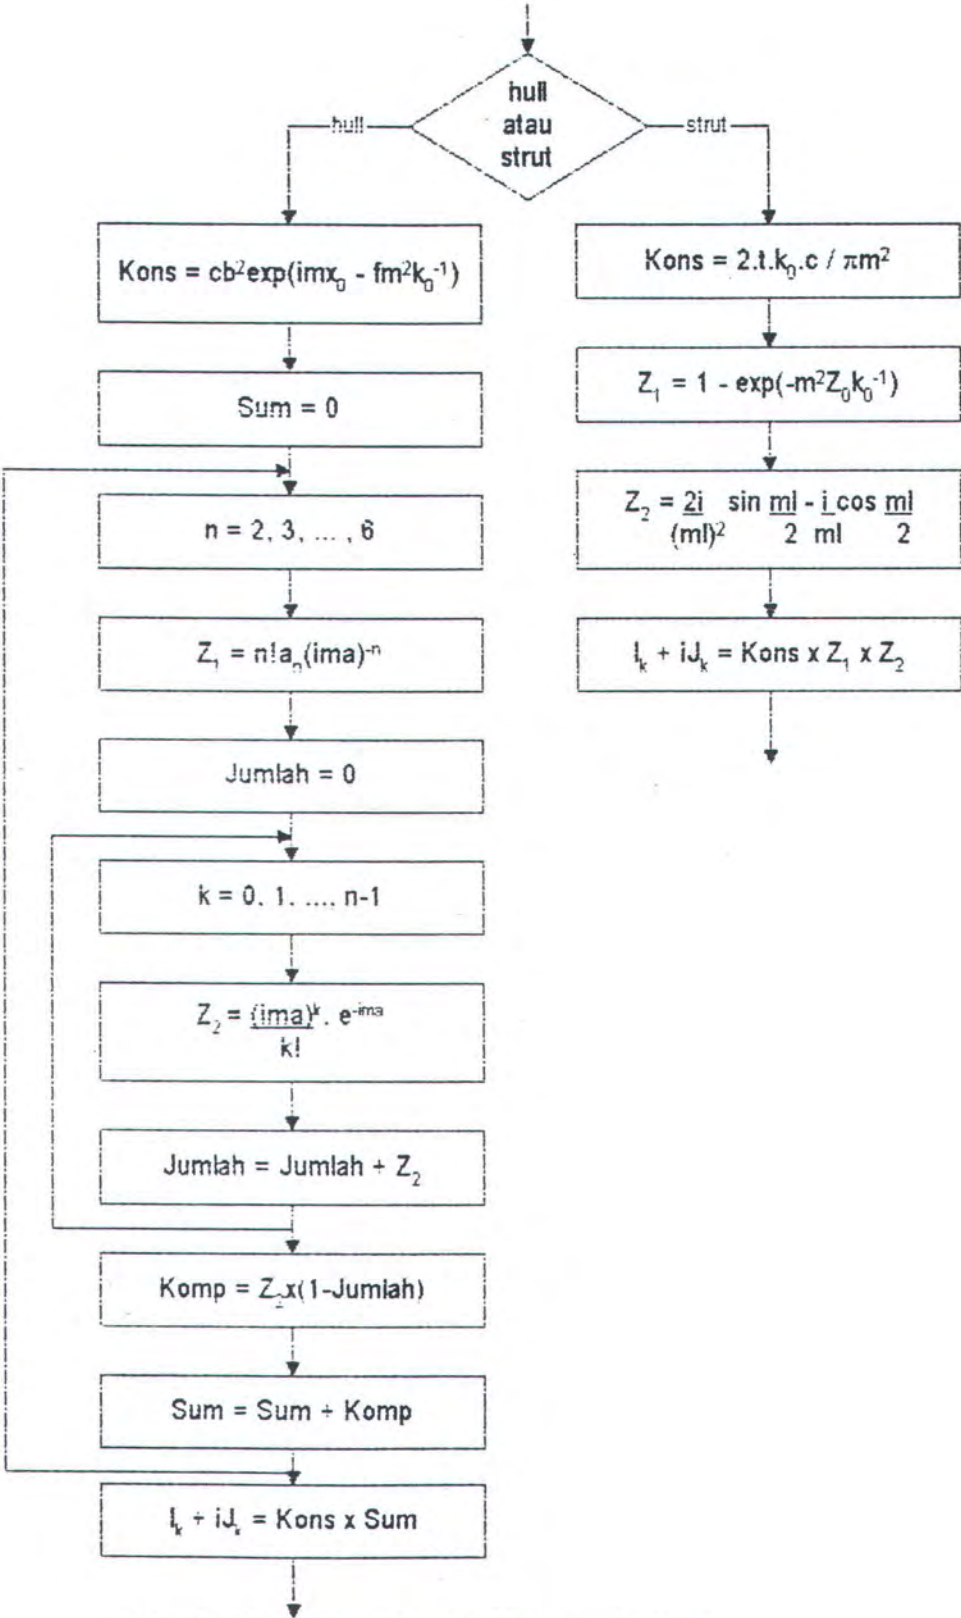 hull
atau
strut
hull
strut
Kons = cb²exp(imx₀ - fm²k₀⁻¹)
Sum = 0
n = 2, 3, ... , 6
Z₁ = n!aₙ(ima)⁻ⁿ
Jumlah = 0
k = 0, 1, ..., n-1
Z₂ = (ima)ᵏ . e⁻ⁱᵐᵃ
k!
Jumlah = Jumlah + Z₂
Komp = Z₂x(1-Jumlah)
Sum = Sum + Komp
Iₖ + iJₖ = Kons x Sum
Kons = 2.t.k₀.c / πm²
Z₁ = 1 - exp(-m²Z₀k₀⁻¹)
Z₂ = 2i sin ml - i cos ml
(ml)² 2 ml 2
Iₖ + iJₖ = Kons x Z₁ x Z₂